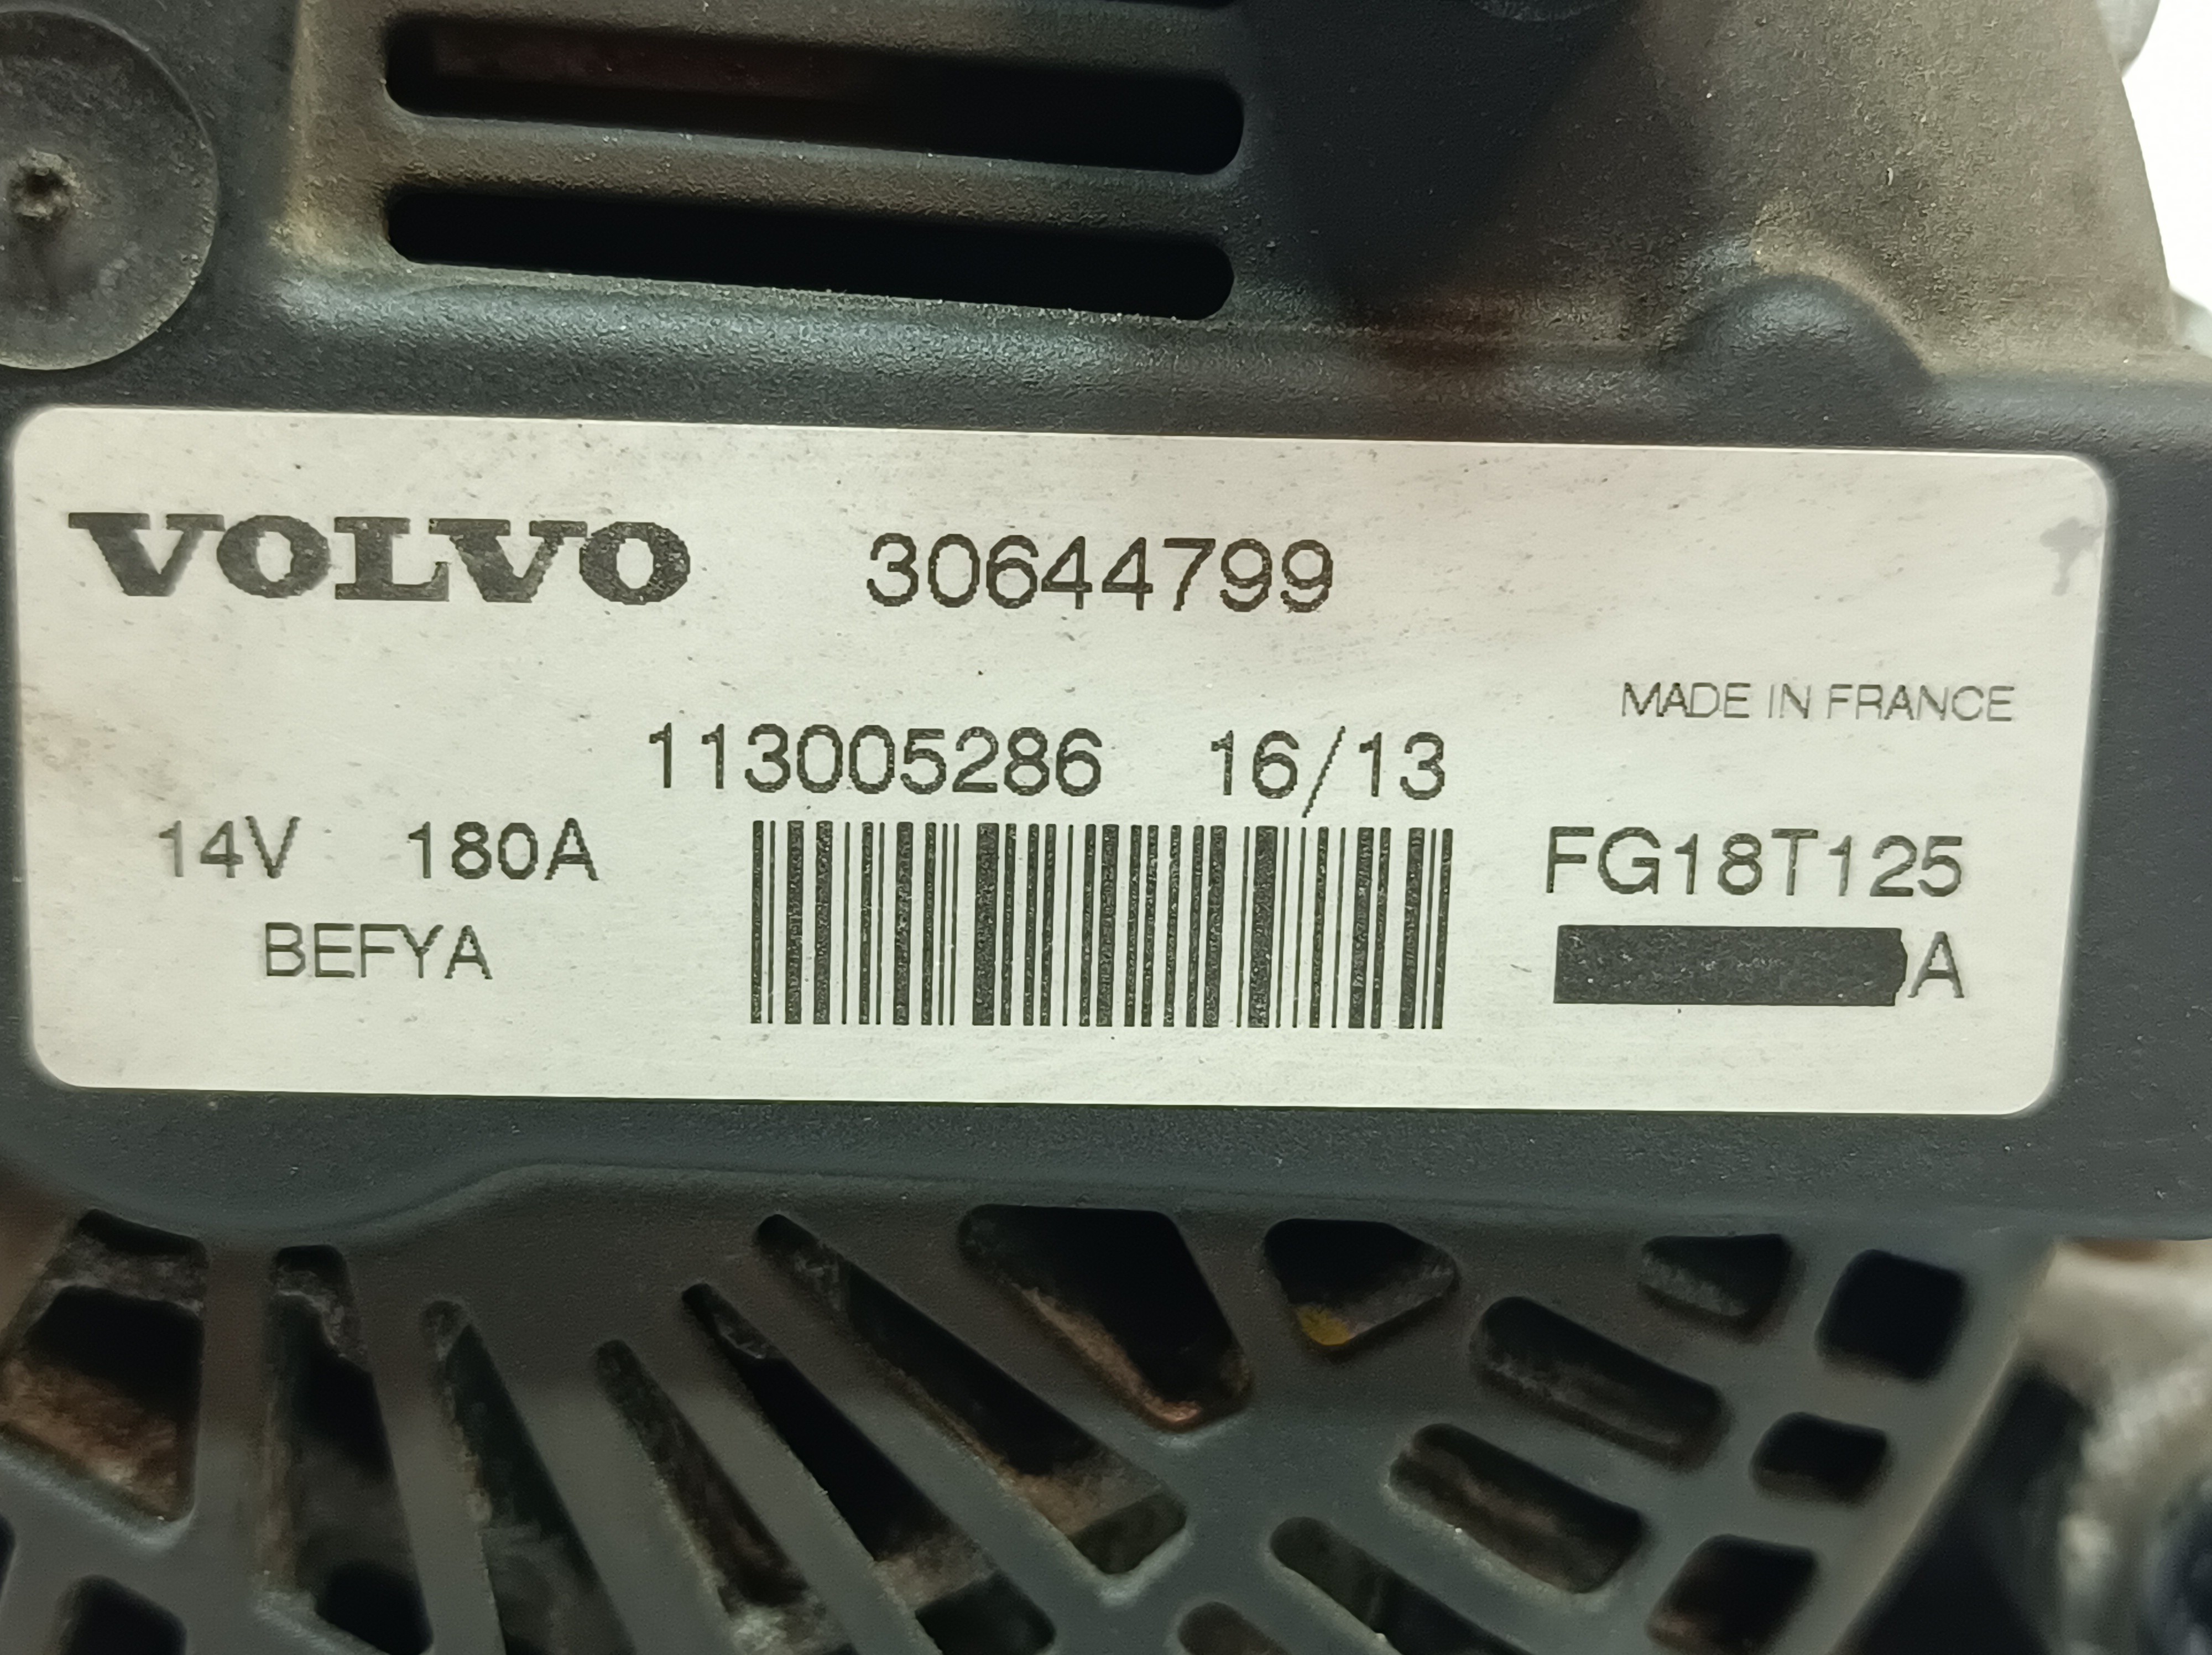 VOLVO 30644799
MADE IN FRANCE
113005286 16/13
14V 180A FG18T125
BEFYA A